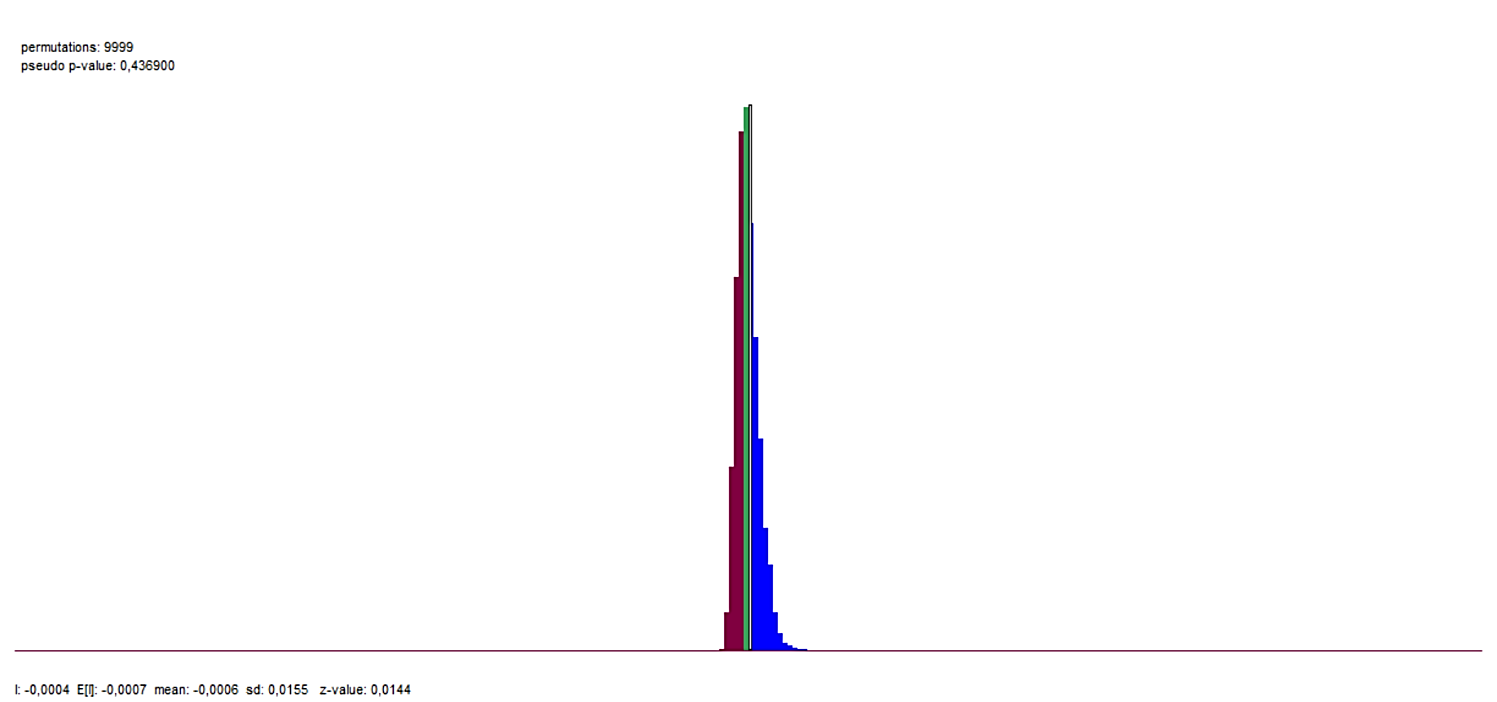 permutations: 9999
pseudo p-value: 0,436900
I: -0,0004 E[I]: -0,0007 mean: -0,0006 sd: 0,0155 z-value: 0,0144